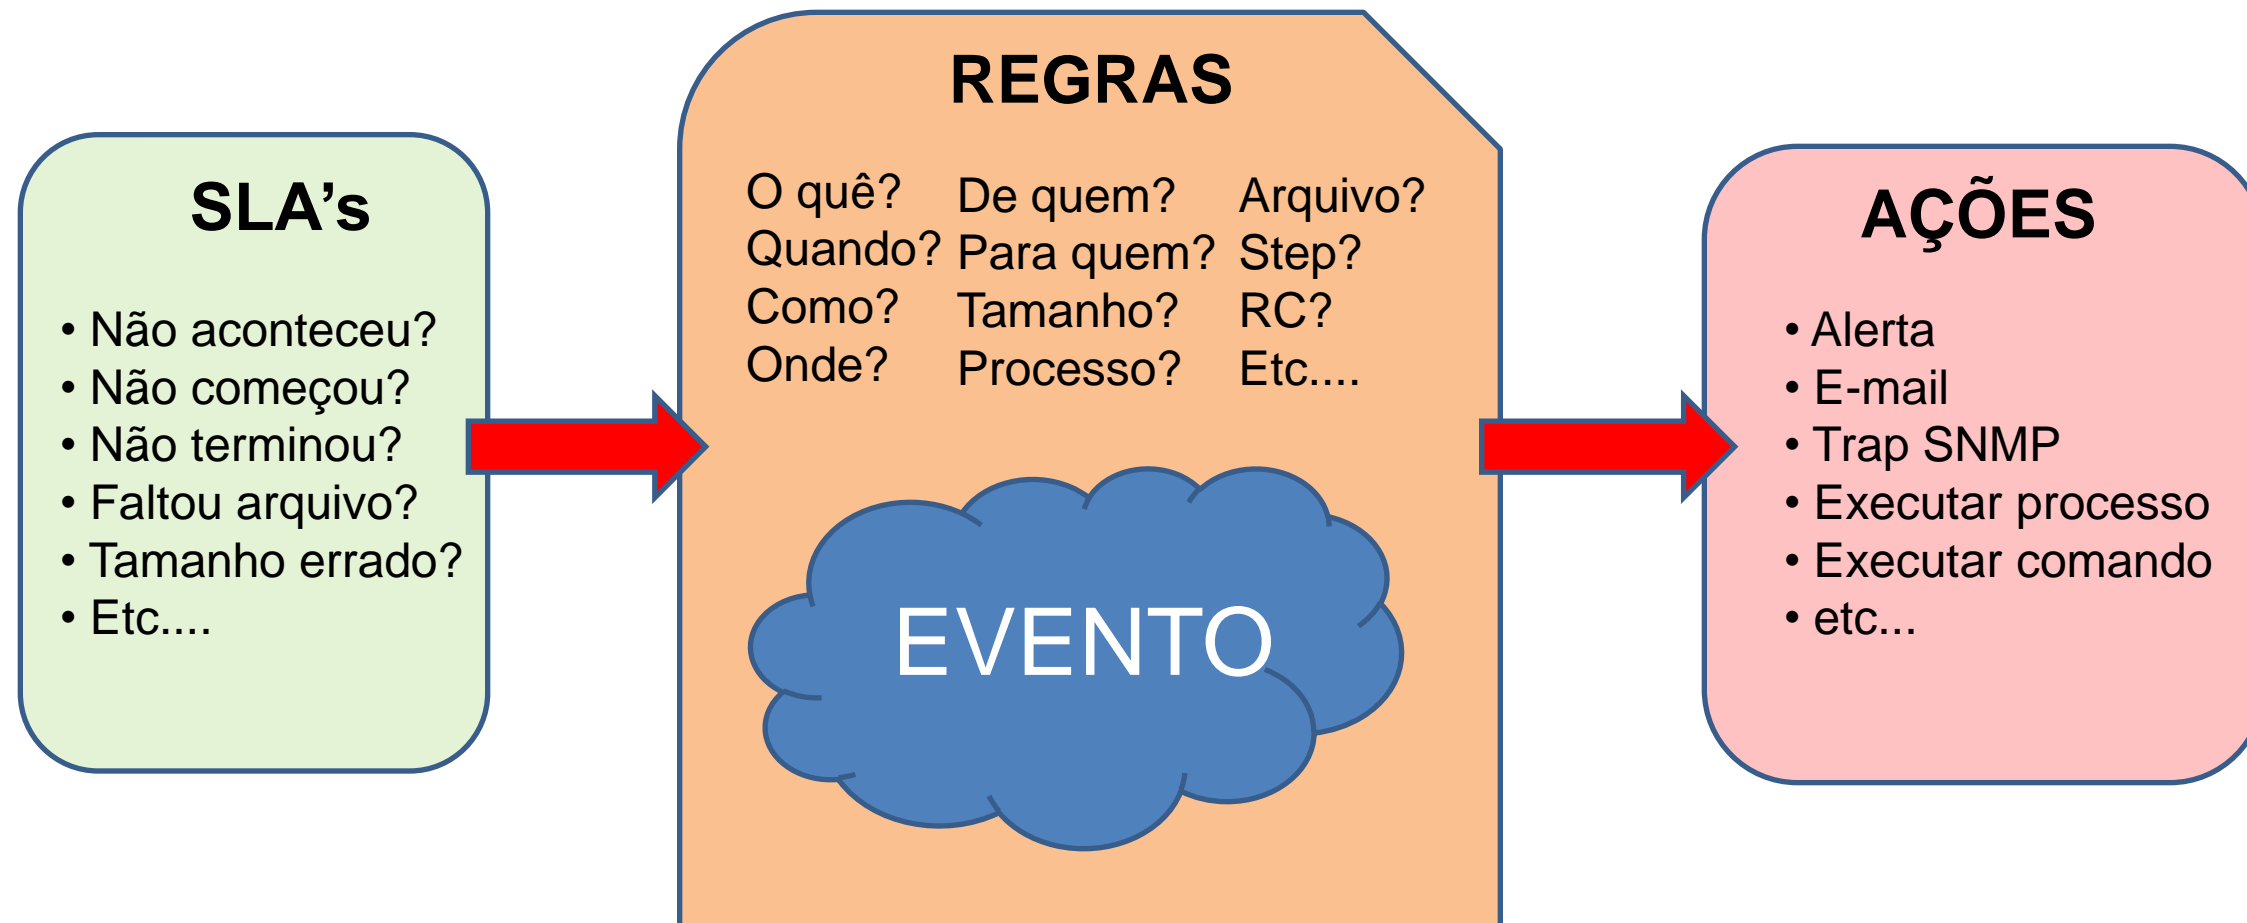 SLA’s
• Não aconteceu?
• Não começou?
• Não terminou?
• Faltou arquivo?
• Tamanho errado?
• Etc....
REGRAS
O quê?
Quando?
Como?
Onde?
De quem?
Para quem?
Tamanho?
Processo?
Arquivo?
Step?
RC?
Etc....
EVENTO
AÇÕES
• Alerta
• E-mail
• Trap SNMP
• Executar processo
• Executar comando
• etc...